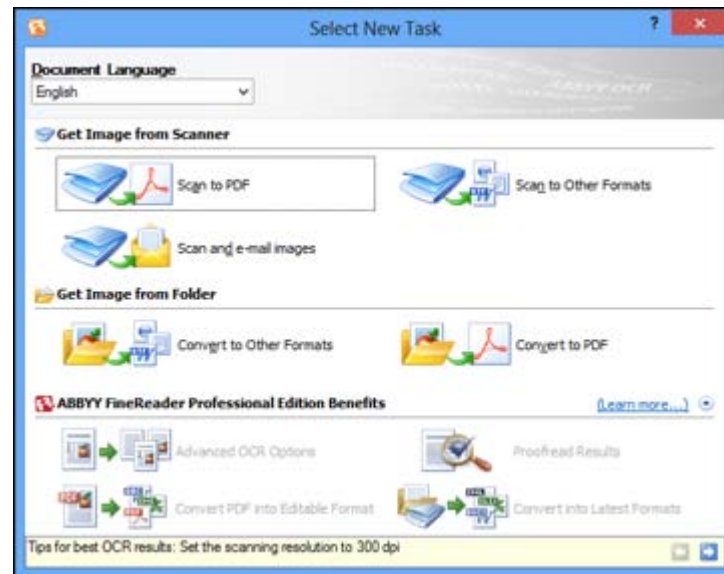 Select New Task
?
Document Language
English
Get Image from Scanner
Scan to PDF
Scan to Other Formats
Scan and e-mail images
Get Image from Folder
Convert to Other Formats
Convert to PDF
ABBYY FineReader Professional Edition Benefits
(Learn more...)
Advanced OCR Options
Proofread Results
Convert PDF into Editable Format
Convert into Latest Formats
Tips for best OCR results: Set the scanning resolution to 300 dpi